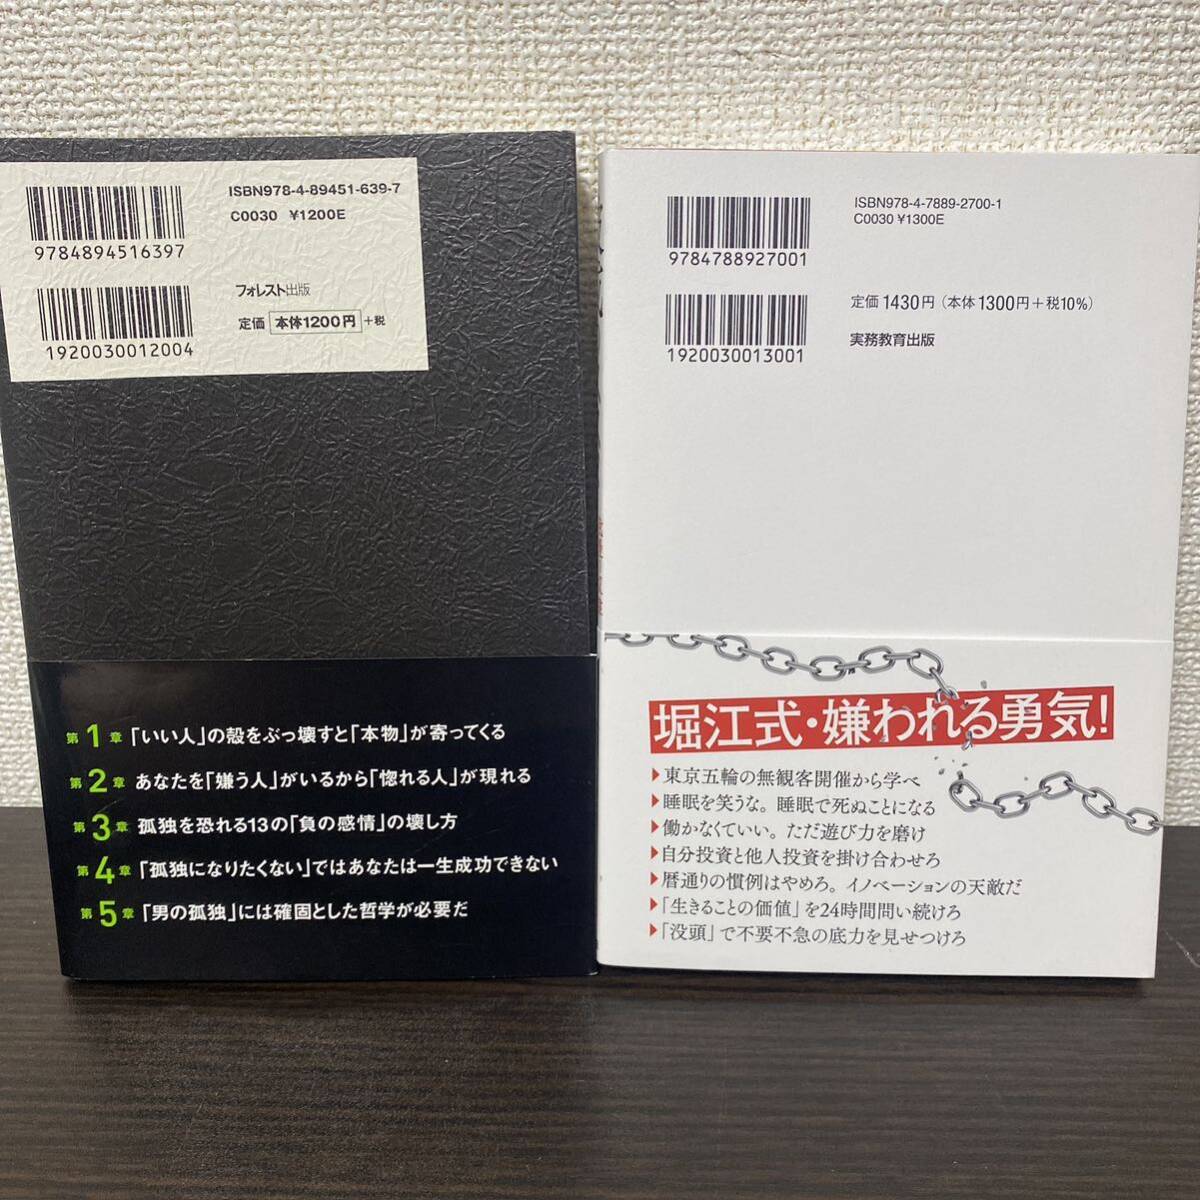 ISBN978-4-89451-639-7
C0030 ¥1200E
9784894516397
フォレスト出版
定価 本体1200円 +税
1920030012004
第1章 「いい人」の殻をぶっ壊すと「本物」が寄ってくる
第2章 あなたを「嫌う人」がいるから「惚れる人」が現れる
第3章 孤独を恐れる13の「負の感情」の壊し方
第4章 「孤独になりたくない」ではあなたは一生成功できない
第5章 「男の孤独」には確固とした哲学が必要だ
ISBN978-4-7889-2700-1
C0030 ¥1300E
9784788927001
定価 1430円 (本体 1300円+税10%)
実務教育出版
1920030013001
堀江式・嫌われる勇気!
東京五輪の無観客開催から学べ
睡眠を笑うな。睡眠で死ぬことになる
働かなくていい。ただ遊び力を磨け
自分投資と他人投資を掛け合わせろ
暦通りの慣例はやめろ。イノベーションの天敵だ
「生きることの価値」を24時間問い続けろ
「没頭」で不要不急の底力を見せつけろ